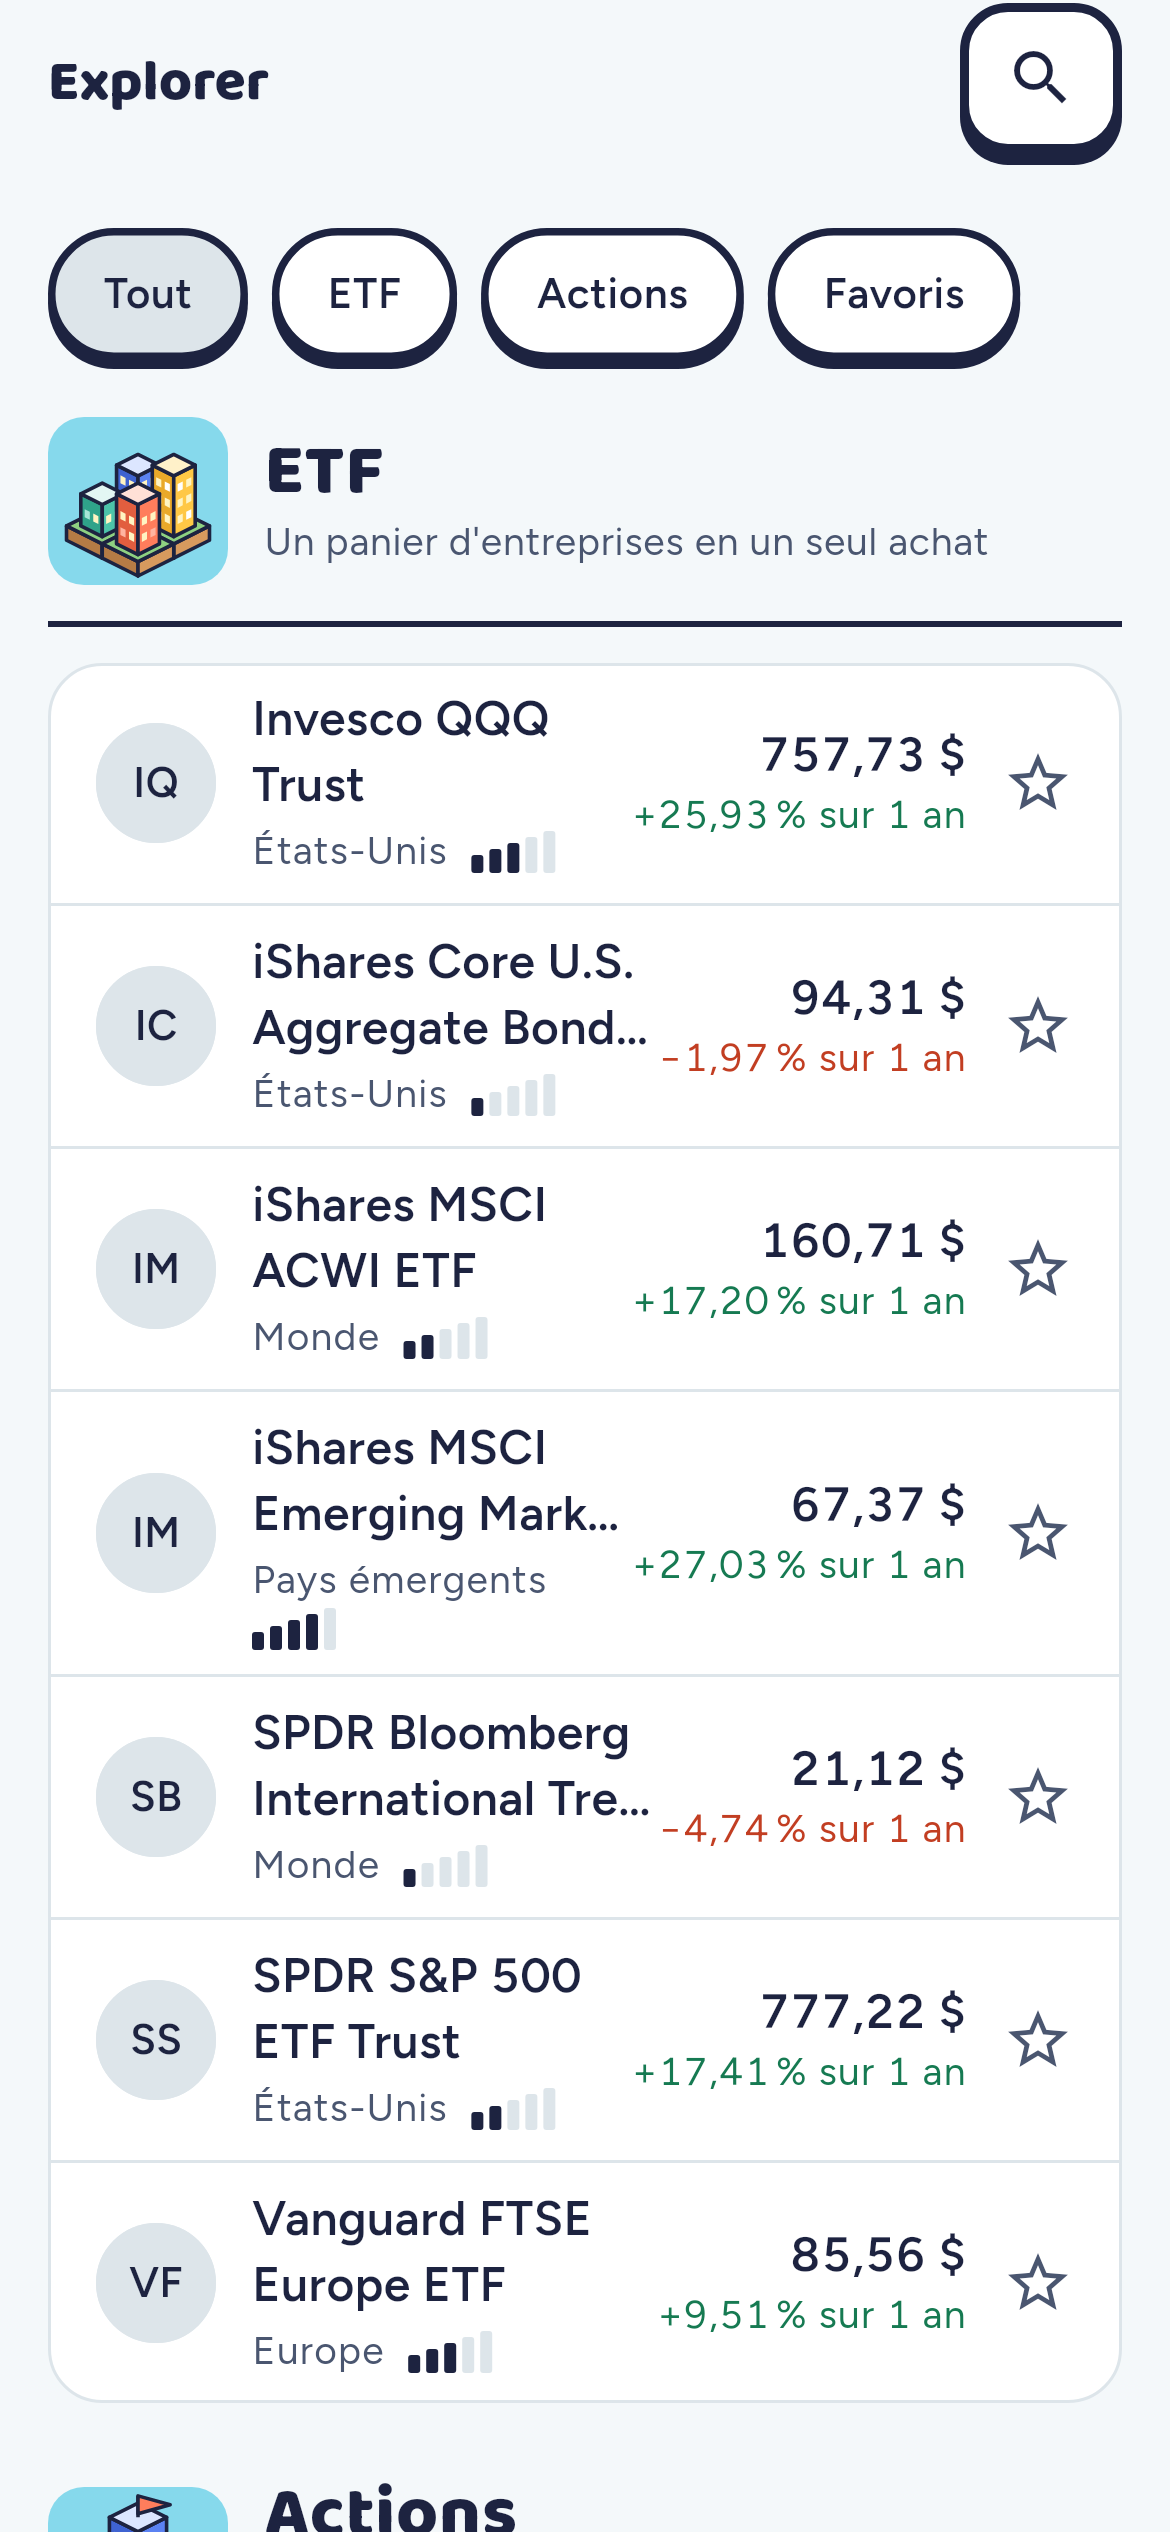 Explorer
Tout
ETF
Actions
Favoris
ETF
Un panier d'entreprises en un seul achat
IQ
Invesco QQQ
Trust
États-Unis
757,73 $
+25,93 % sur 1 an
IC
iShares Core U.S.
Aggregate Bond...
États-Unis
94,31 $
−1,97 % sur 1 an
IM
iShares MSCI
ACWI ETF
Monde
160,71 $
+17,20 % sur 1 an
IM
iShares MSCI
Emerging Mark...
Pays émergents
67,37 $
+27,03 % sur 1 an
SB
SPDR Bloomberg
International Tre...
Monde
21,12 $
−4,74 % sur 1 an
SS
SPDR S&P 500
ETF Trust
États-Unis
777,22 $
+17,41 % sur 1 an
VF
Vanguard FTSE
Europe ETF
Europe
85,56 $
+9,51 % sur 1 an
Actions